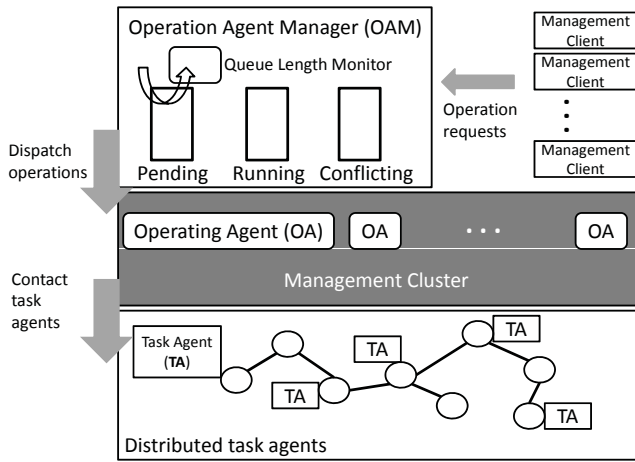 Operation Agent Manager (OAM)
Queue Length Monitor
Pending
Running
Conflicting
Management
Client
Management
Client
Management
Client
Operation
requests
Dispatch
operations
Operating Agent (OA)
OA
. . .
OA
Management Cluster
Contact
task
agents
Task Agent
(TA)
TA
TA
TA
TA
Distributed task agents